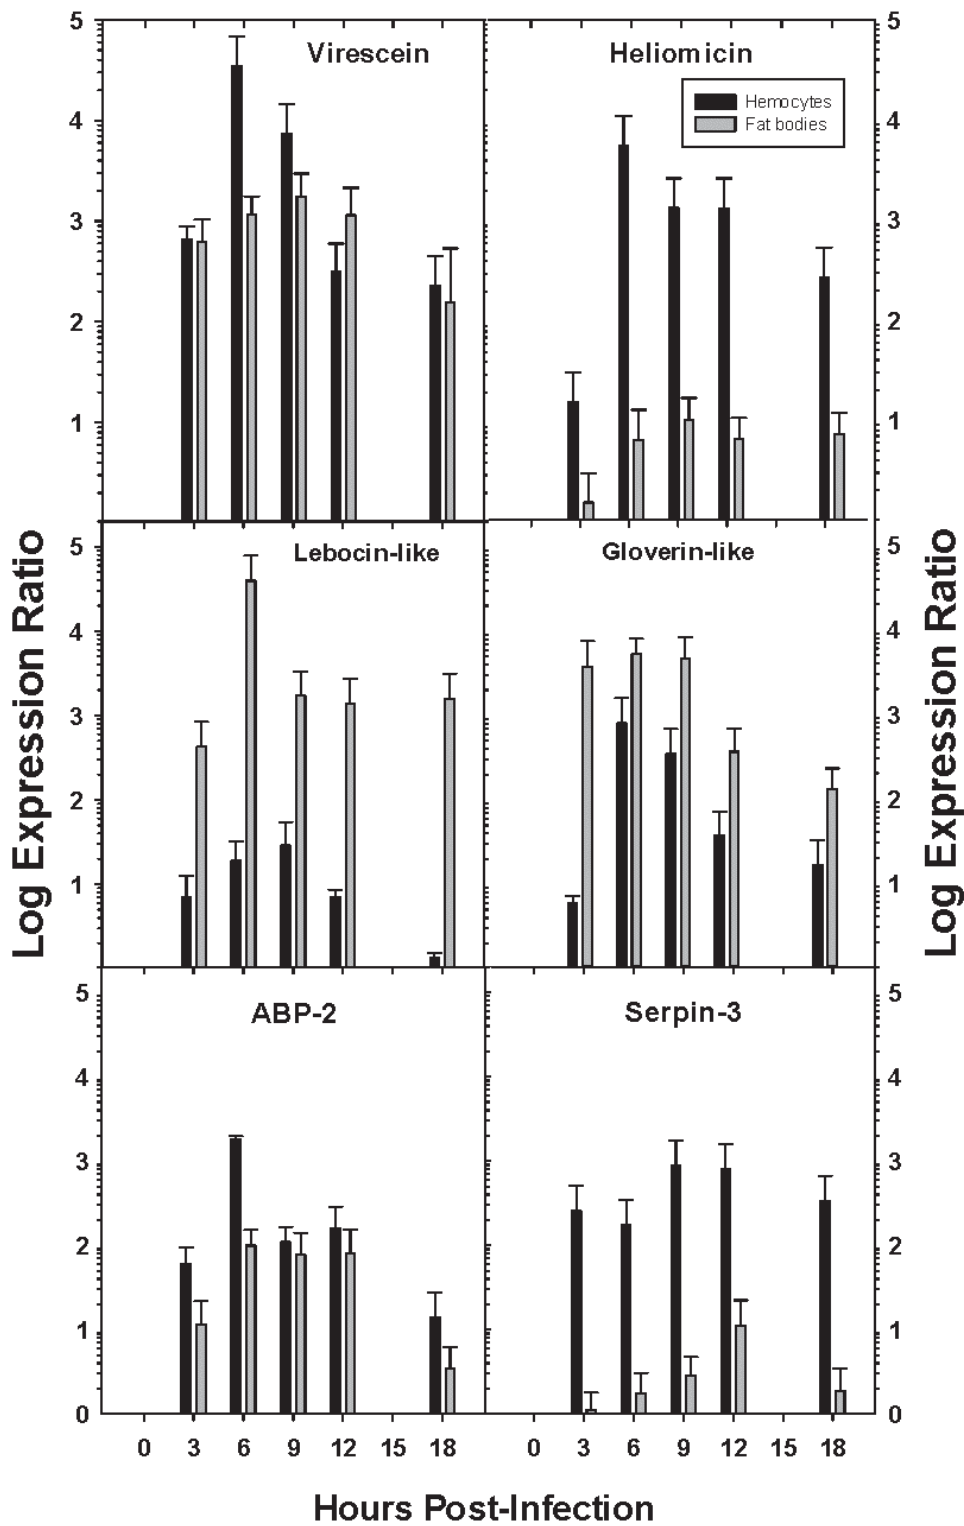 5 5
Virescein Heliomicin
Hemocytes
Fat bodies
4 4
3 3
2 2
1 1
Log Expression Ratio
Log Expression Ratio
5 Lebocin-like Gloverin-like 5
4 4
3 3
2 2
1 1
5 ABP-2 Serpin-3 5
4 4
3 3
2 2
1 1
0 0
0 3 6 9 12 15 18 0 3 6 9 12 15 18
Hours Post-Infection